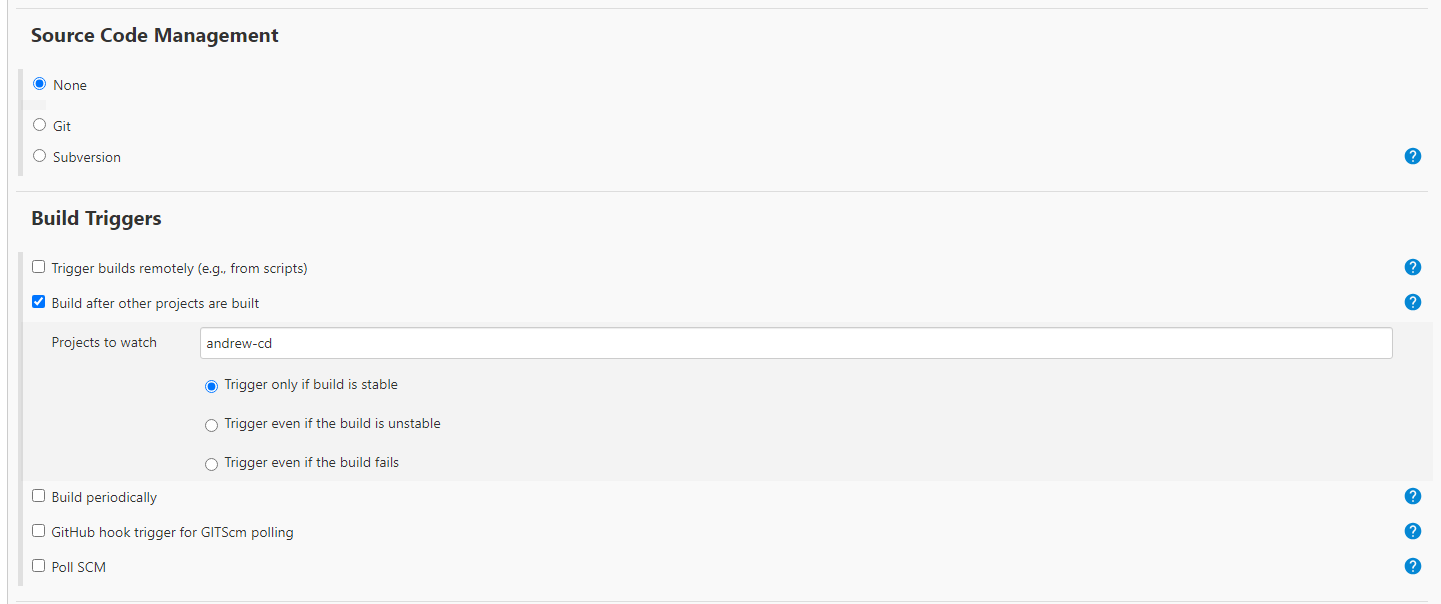 Source Code Management
None
Git
Subversion
?
Build Triggers
Trigger builds remotely (e.g., from scripts)
?
Build after other projects are built
?
Projects to watch
andrew-cd
Trigger only if build is stable
Trigger even if the build is unstable
Trigger even if the build fails
Build periodically
?
GitHub hook trigger for GITScm polling
?
Poll SCM
?